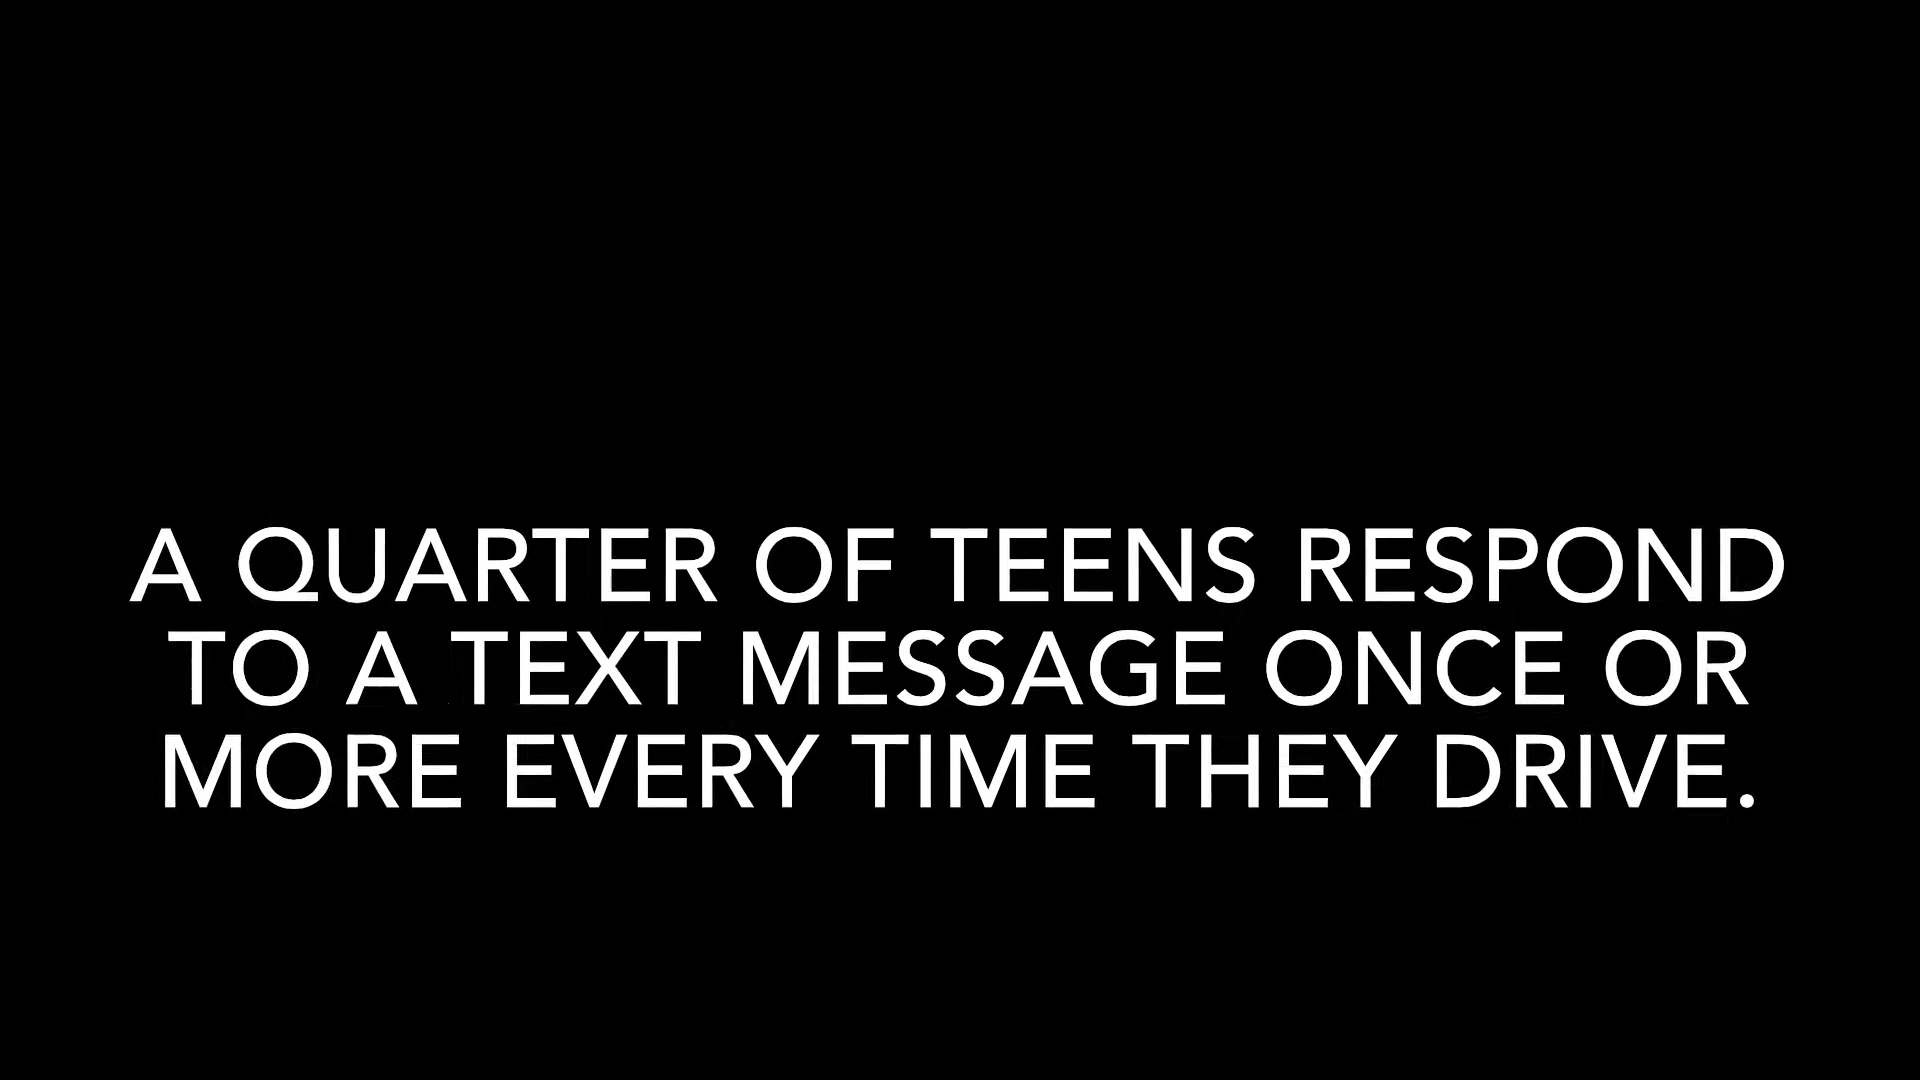 A QUARTER OF TEENS RESPOND
TO A TEXT MESSAGE ONCE OR
MORE EVERY TIME THEY DRIVE.